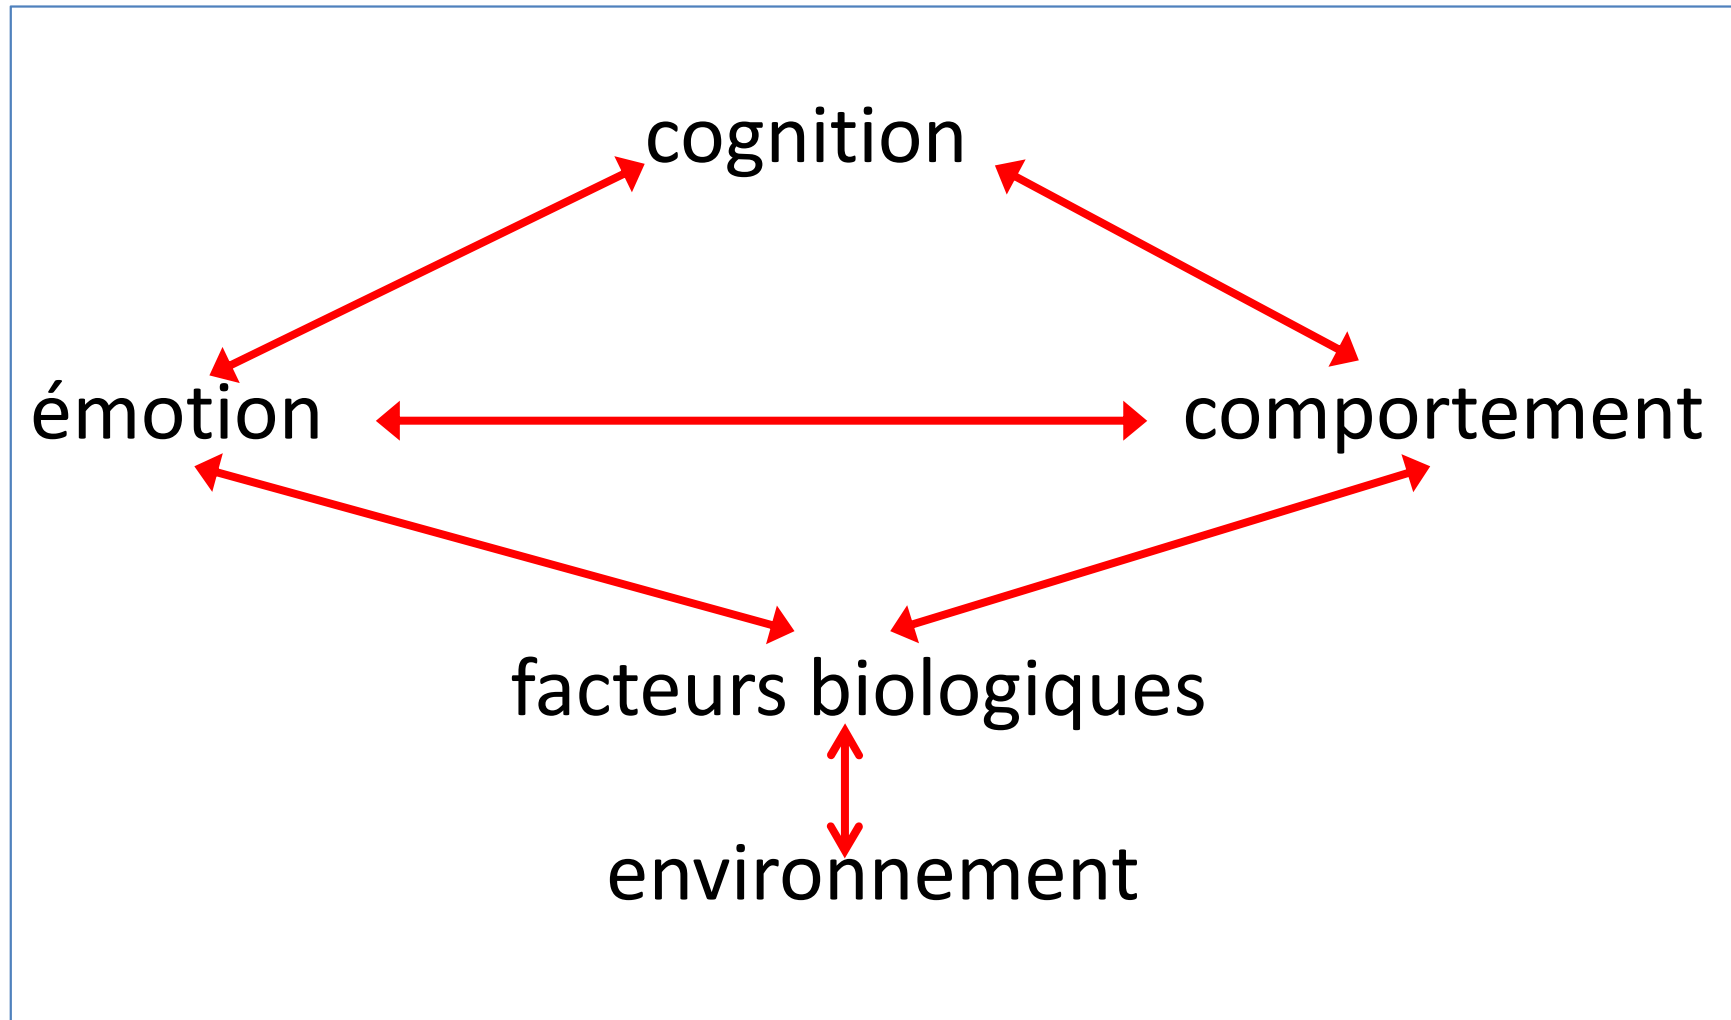 cognition
émotion
comportement
facteurs biologiques
environnement